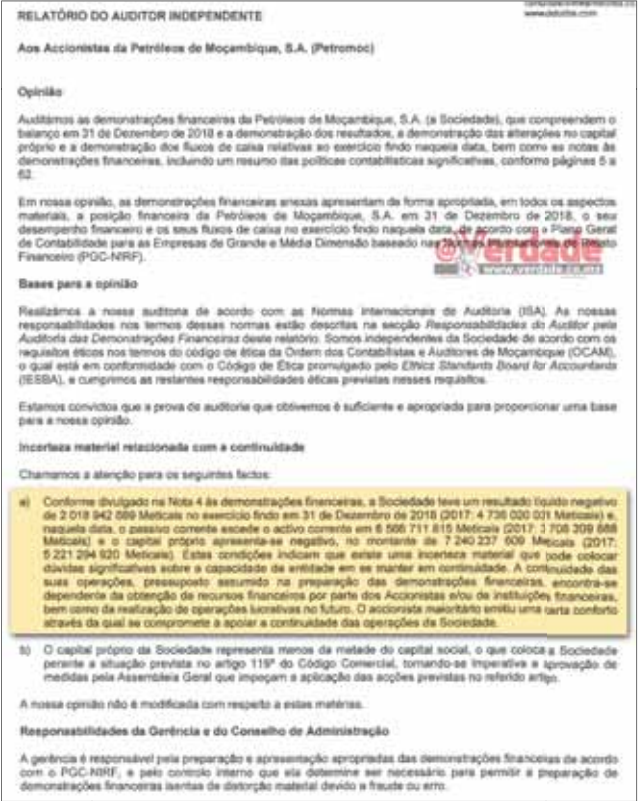 www.deloitte.com
RELATÓRIO DO AUDITOR INDEPENDENTE
Aos Accionistas da Petróleos de Moçambique, S.A. (Petromoc)
Opinião
Auditámos as demonstrações financeiras da Petróleos de Moçambique, S.A. (a Sociedade), que compreendem o
balanço em 31 de Dezembro de 2018 e a demonstração dos resultados, a demonstração das alterações no capital
próprio e a demonstração dos fluxos de caixa relativas ao exercício findo naquela data, bem como as notas às
demonstrações financeiras, incluindo um resumo das políticas contabilísticas significativas, conforme páginas 5 a
62.
Em nossa opinião, as demonstrações financeiras anexas apresentam de forma apropriada, em todos os aspectos
materiais, a posição financeira da Petróleos de Moçambique, S.A. em 31 de Dezembro de 2018, o seu
desempenho financeiro e os seus fluxos de caixa no exercício findo naquela data, de acordo com o Plano Geral
de Contabilidade para as Empresas de Grande e Média Dimensão baseado nas Normas Internacionais de Relato
Financeiro (PGC-NIRF).
@Verdade
www.verdade.co.mz
Bases para a opinião
Realizámos a nossa auditoria de acordo com as Normas Internacionais de Auditoria (ISA). As nossas
responsabilidades nos termos dessas normas estão descritas na secção Responsabilidades do Auditor pela
Auditoria das Demonstrações Financeiras deste relatório. Somos independentes da Sociedade de acordo com os
requisitos éticos nos termos do código de ética da Ordem dos Contabilistas e Auditores de Moçambique (OCAM),
o qual está em conformidade com o Código de Ética promulgado pelo Ethics Standards Board for Accountants
(IESBA), e cumprimos as restantes responsabilidades éticas previstas nesses requisitos.
Estamos convictos que a prova de auditoria que obtivemos é suficiente e apropriada para proporcionar uma base
para a nossa opinião.
Incerteza material relacionada com a continuidade
Chamamos a atenção para os seguintes factos:
a) Conforme divulgado na Nota 4 às demonstrações financeiras, a Sociedade teve um resultado líquido negativo
de 2 018 942 689 Meticais no exercício findo em 31 de Dezembro de 2018 (2017: 4 736 020 031 Meticais) e,
naquela data, o passivo corrente excede o activo corrente em 6 566 711 815 Meticais (2017: 3 708 309 688
Meticais) e o capital próprio apresenta-se negativo, no montante de 7 240 237 609 Meticais (2017:
5 221 294 920 Meticais). Estas condições indicam que existe uma incerteza material que pode colocar
dúvidas significativas sobre a capacidade da entidade em se manter em continuidade. A continuidade das
suas operações, pressuposto assumido na preparação das demonstrações financeiras, encontra-se
dependente da obtenção de recursos financeiros por parte dos Accionistas e/ou de instituições financeiras,
bem como da realização de operações lucrativas no futuro. O accionista maioritário emitiu uma carta conforto
através da qual se compromete a apoiar a continuidade das operações da Sociedade.
b) O capital próprio da Sociedade representa menos da metade do capital social, o que coloca a Sociedade
perante a situação prevista no artigo 119º do Código Comercial, tornando-se imperativa a aprovação de
medidas pela Assembleia Geral que imponham a aplicação das acções previstas no referido artigo.
A nossa opinião não é modificada com respeito a estas matérias.
Responsabilidades da Gerência e do Conselho de Administração
A gerência é responsável pela preparação e apresentação apropriadas das demonstrações financeiras de acordo
com o PGC-NIRF, e pelo controlo interno que ela determine ser necessário para permitir a preparação de
demonstrações financeiras isentas de distorção material devido a fraude ou erro.